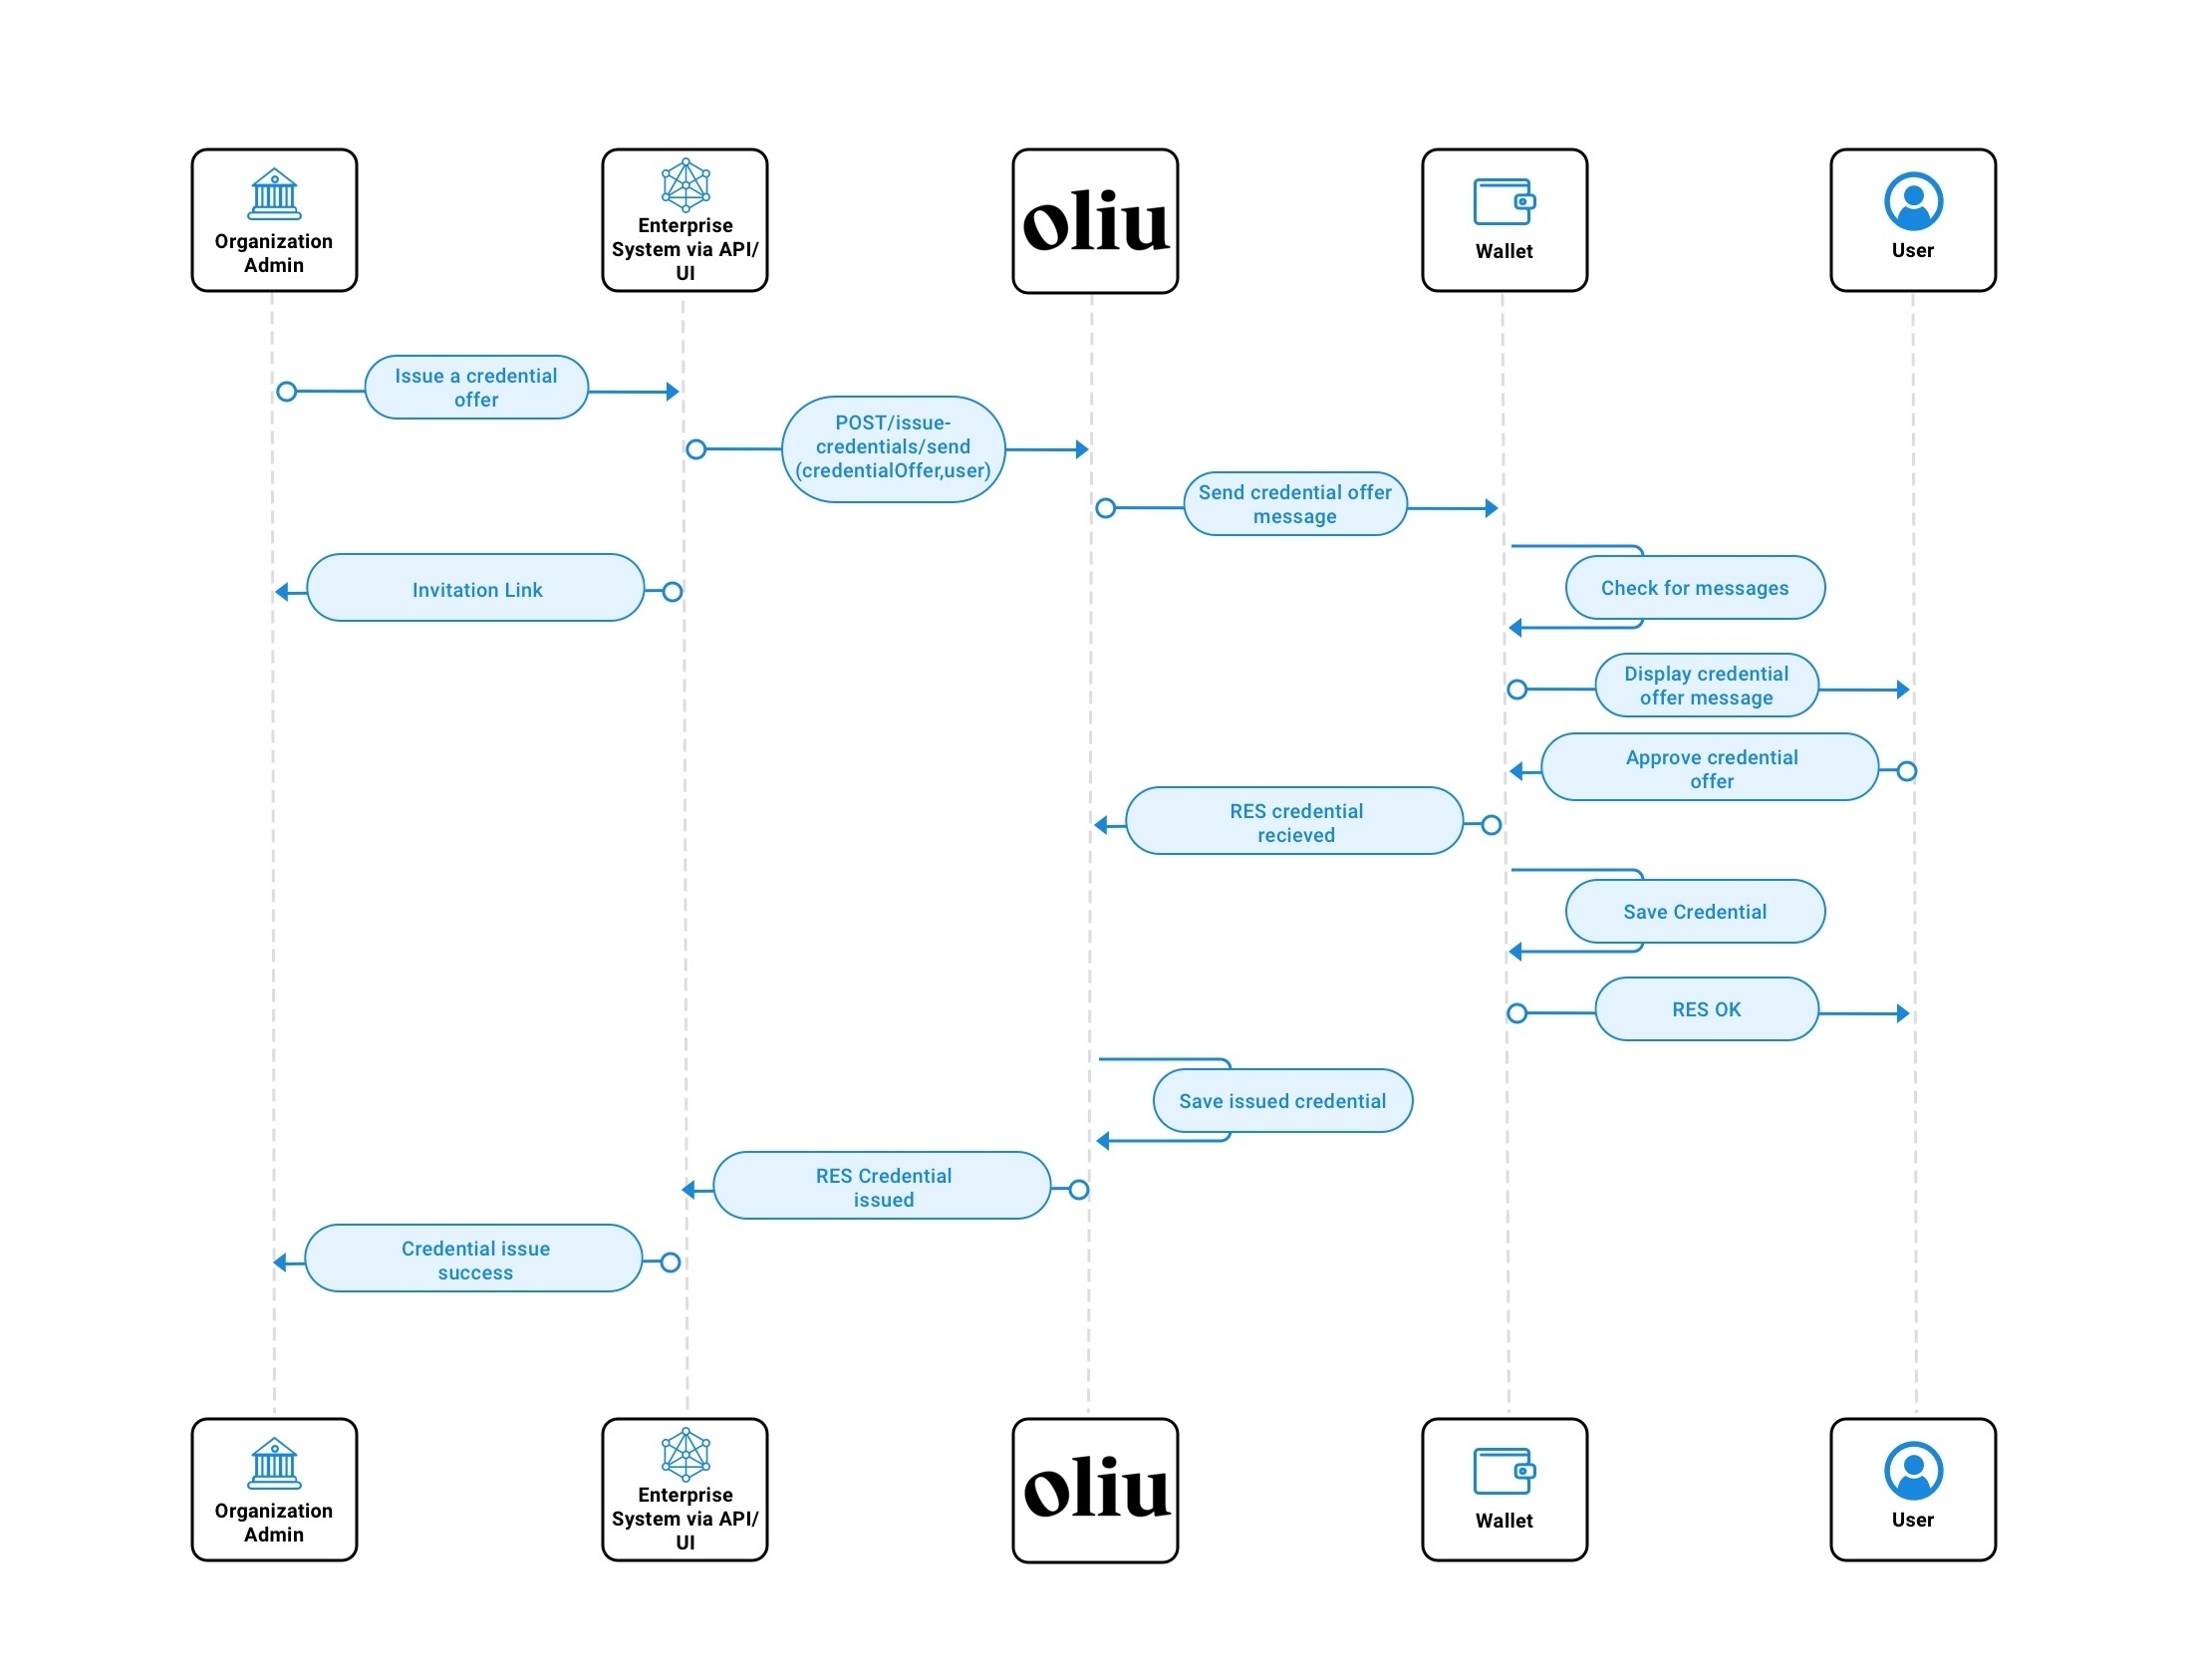 Organization
Admin
Enterprise
System via API/
UI
oliu
Wallet
User
Issue a credential
offer
POST/issue-
credentials/send
(credentialOffer,user)
Send credential offer
message
Invitation Link
Check for messages
Display credential
offer message
Approve credential
offer
RES credential
recieved
Save Credential
RES OK
Save issued credential
RES Credential
issued
Credential issue
success
Organization
Admin
Enterprise
System via API/
UI
oliu
Wallet
User